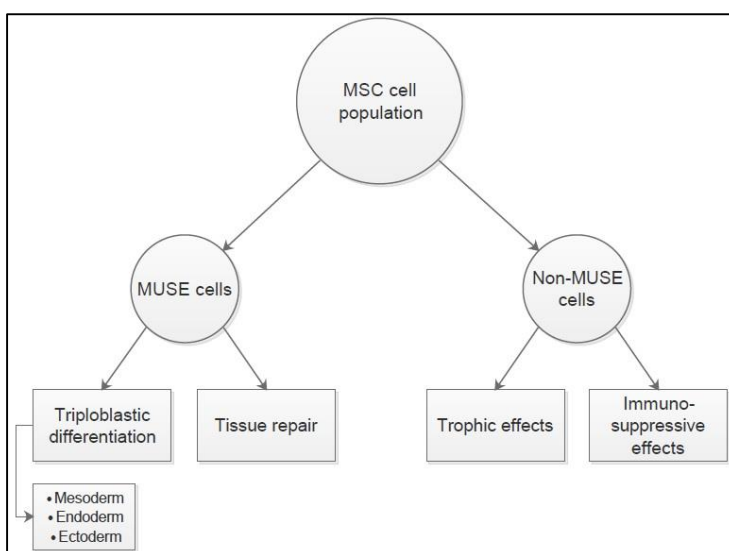 MSC cell
population
MUSE cells
Non-MUSE
cells
Triploblastic
differentiation
Tissue repair
Trophic effects
Immuno-
suppressive
effects
• Mesoderm
• Endoderm
• Ectoderm